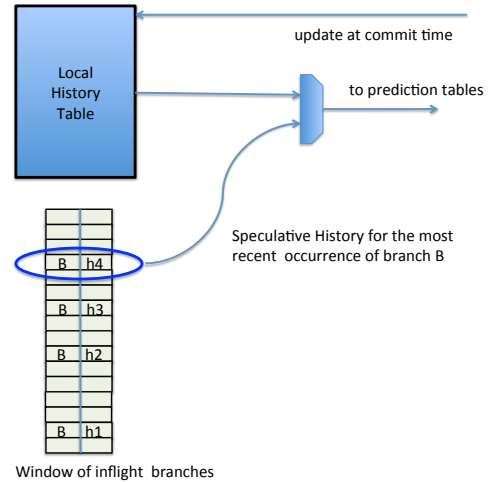 update at commit time
Local
History
Table
to prediction tables
Speculative History for the most
recent occurrence of branch B
B h4
B h3
B h2
B h1
Window of inflight branches